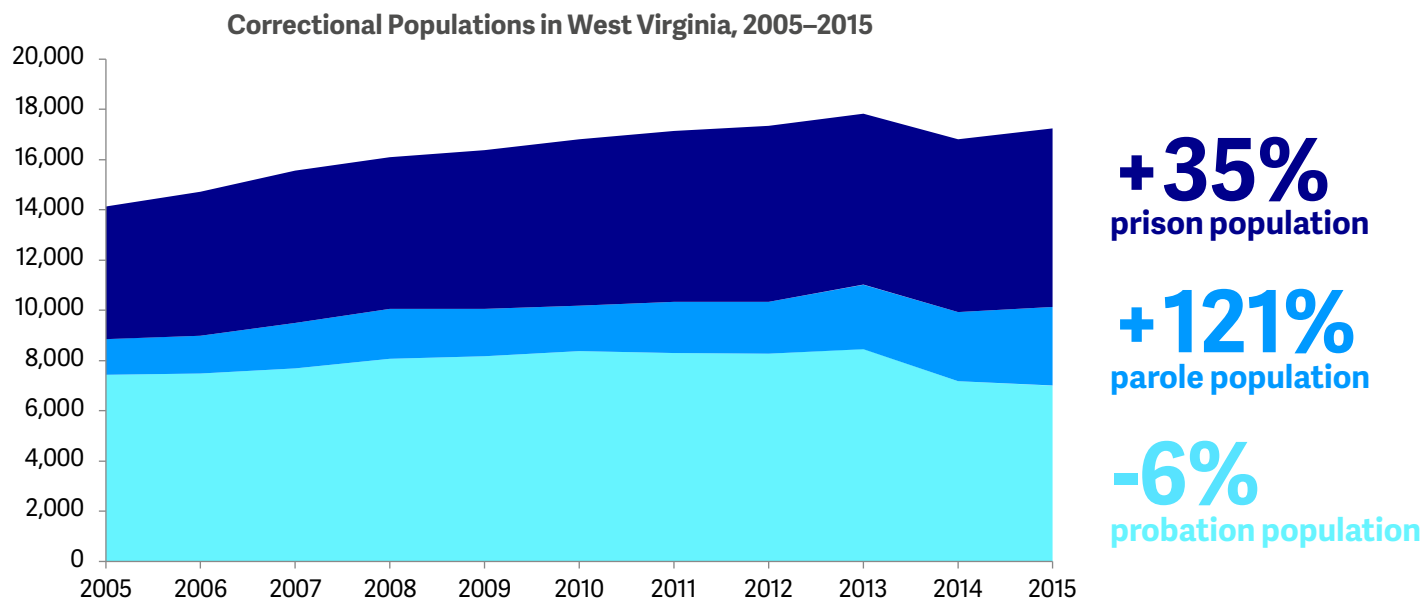 Correctional Populations in West Virginia, 2005–2015
20,000
18,000
16,000
14,000
12,000
10,000
8,000
6,000
4,000
2,000
0
2005 2006 2007 2008 2009 2010 2011 2012 2013 2014 2015
+35%
prison population
+121%
parole population
-6%
probation population